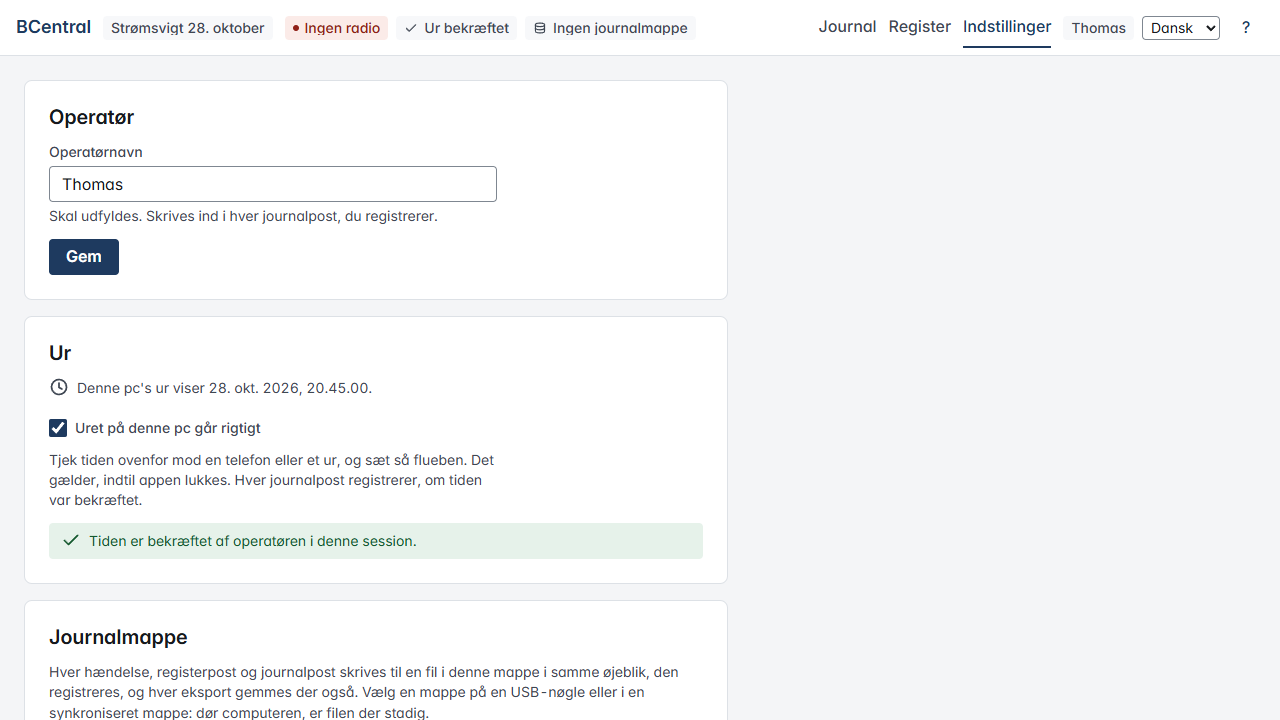 BCentral Strømsvigt 28. oktober Ingen radio Ur bekræftet Ingen journalmappe Journal Register Indstillinger Thomas Dansk ?
Operatør
Operatørnavn
Thomas
Skal udfyldes. Skrives ind i hver journalpost, du registrerer.
Gem
Ur
Denne pc's ur viser 28. okt. 2026, 20.45.00.
Uret på denne pc går rigtigt
Tjek tiden ovenfor mod en telefon eller et ur, og sæt så flueben. Det
gælder, indtil appen lukkes. Hver journalpost registrerer, om tiden
var bekræftet.
Tiden er bekræftet af operatøren i denne session.
Journalmappe
Hver hændelse, registerpost og journalpost skrives til en fil i denne mappe i samme øjeblik, den
registreres, og hver eksport gemmes der også. Vælg en mappe på en USB-nøgle eller i en
synkroniseret mappe: dør computeren, er filen der stadig.